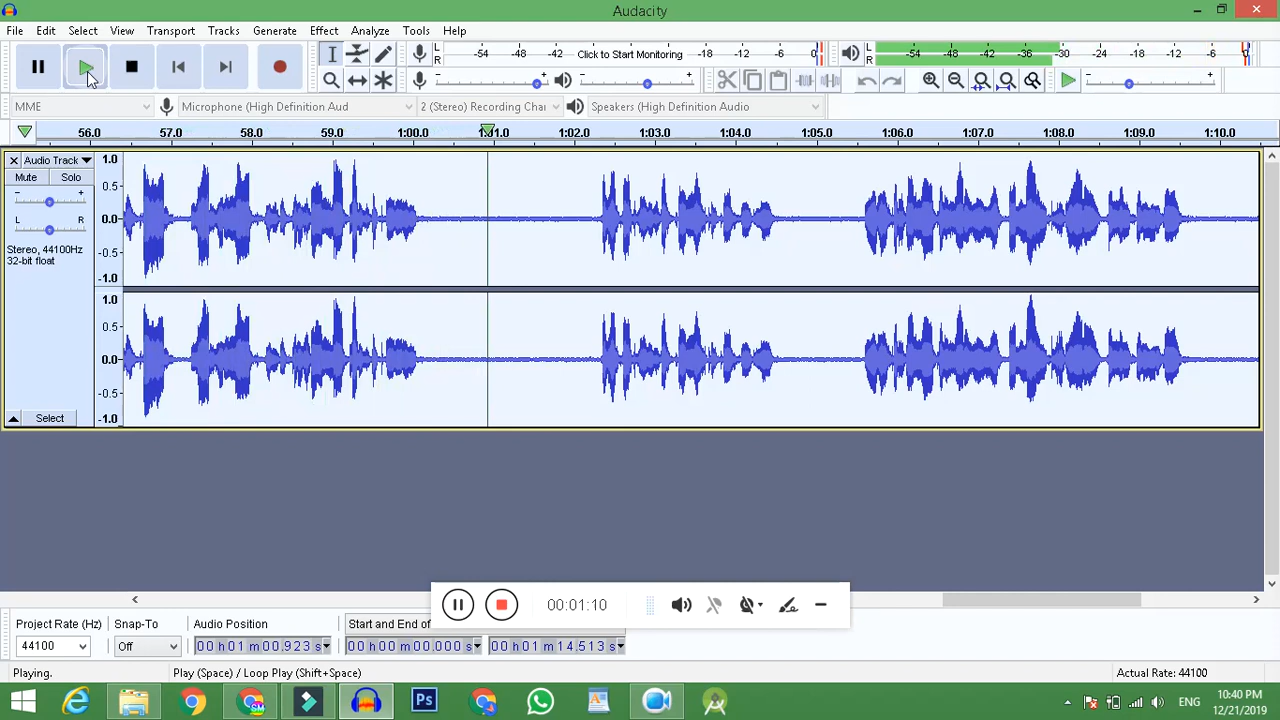 Audacity
File Edit Select View Transport Tracks Generate Effect Analyze Tools Help
L R -54 -48 -42 Click to Start Monitoring -12 -6 0
L R -54 -48 -42 -36 -30 -24 -18 -12 -6 0
- + - +
MME Microphone (High Definition Aud 2 (Stereo) Recording Chan Speakers (High Definition Audio
56.0 57.0 58.0 59.0 1:00.0 1:01.0 1:02.0 1:03.0 1:04.0 1:05.0 1:06.0 1:07.0 1:08.0 1:09.0 1:10.0
Audio Track
Mute Solo
- +
L R
Stereo, 44100Hz
32-bit float
Select
1.0
0.5
0.0
-0.5
-1.0
1.0
0.5
0.0
-0.5
-1.0
00:01:10
Project Rate (Hz) Snap-To Audio Position Start and End of
44100 Off 00 h 01 m 00.923 s 00 h 00 m 00.000 s 00 h 01 m 14.513 s
Playing. Play (Space) / Loop Play (Shift+Space) Actual Rate: 44100
SM Ps ENG 10:40 PM
12/21/2019